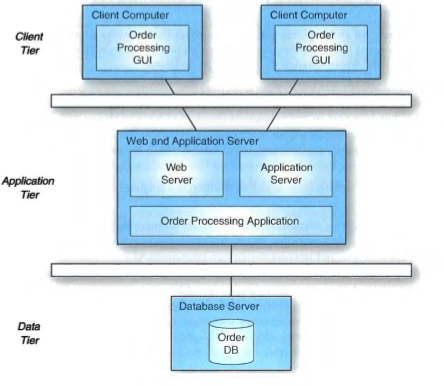 Client
Tier
Client Computer
Order
Processing
GUI
Client Computer
Order
Processing
GUI
Application
Tier
Web and Application Server
Web
Server
Application
Server
Order Processing Application
Data
Tier
Database Server
Order
DB